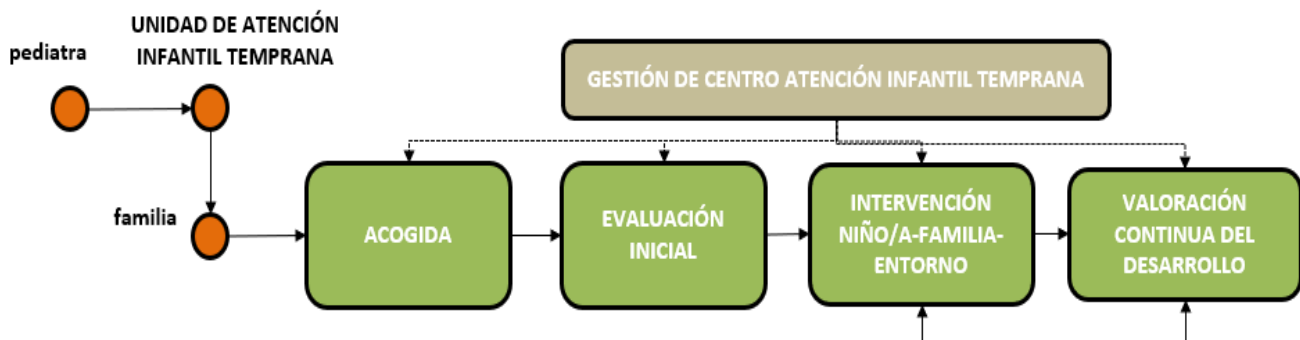 pediatra
UNIDAD DE ATENCIÓN
INFANTIL TEMPRANA
GESTIÓN DE CENTRO ATENCIÓN INFANTIL TEMPRANA
familia
ACOGIDA
EVALUACIÓN
INICIAL
INTERVENCIÓN
NIÑO/A-FAMILIA-
ENTORNO
VALORACIÓN
CONTINUA DEL
DESARROLLO